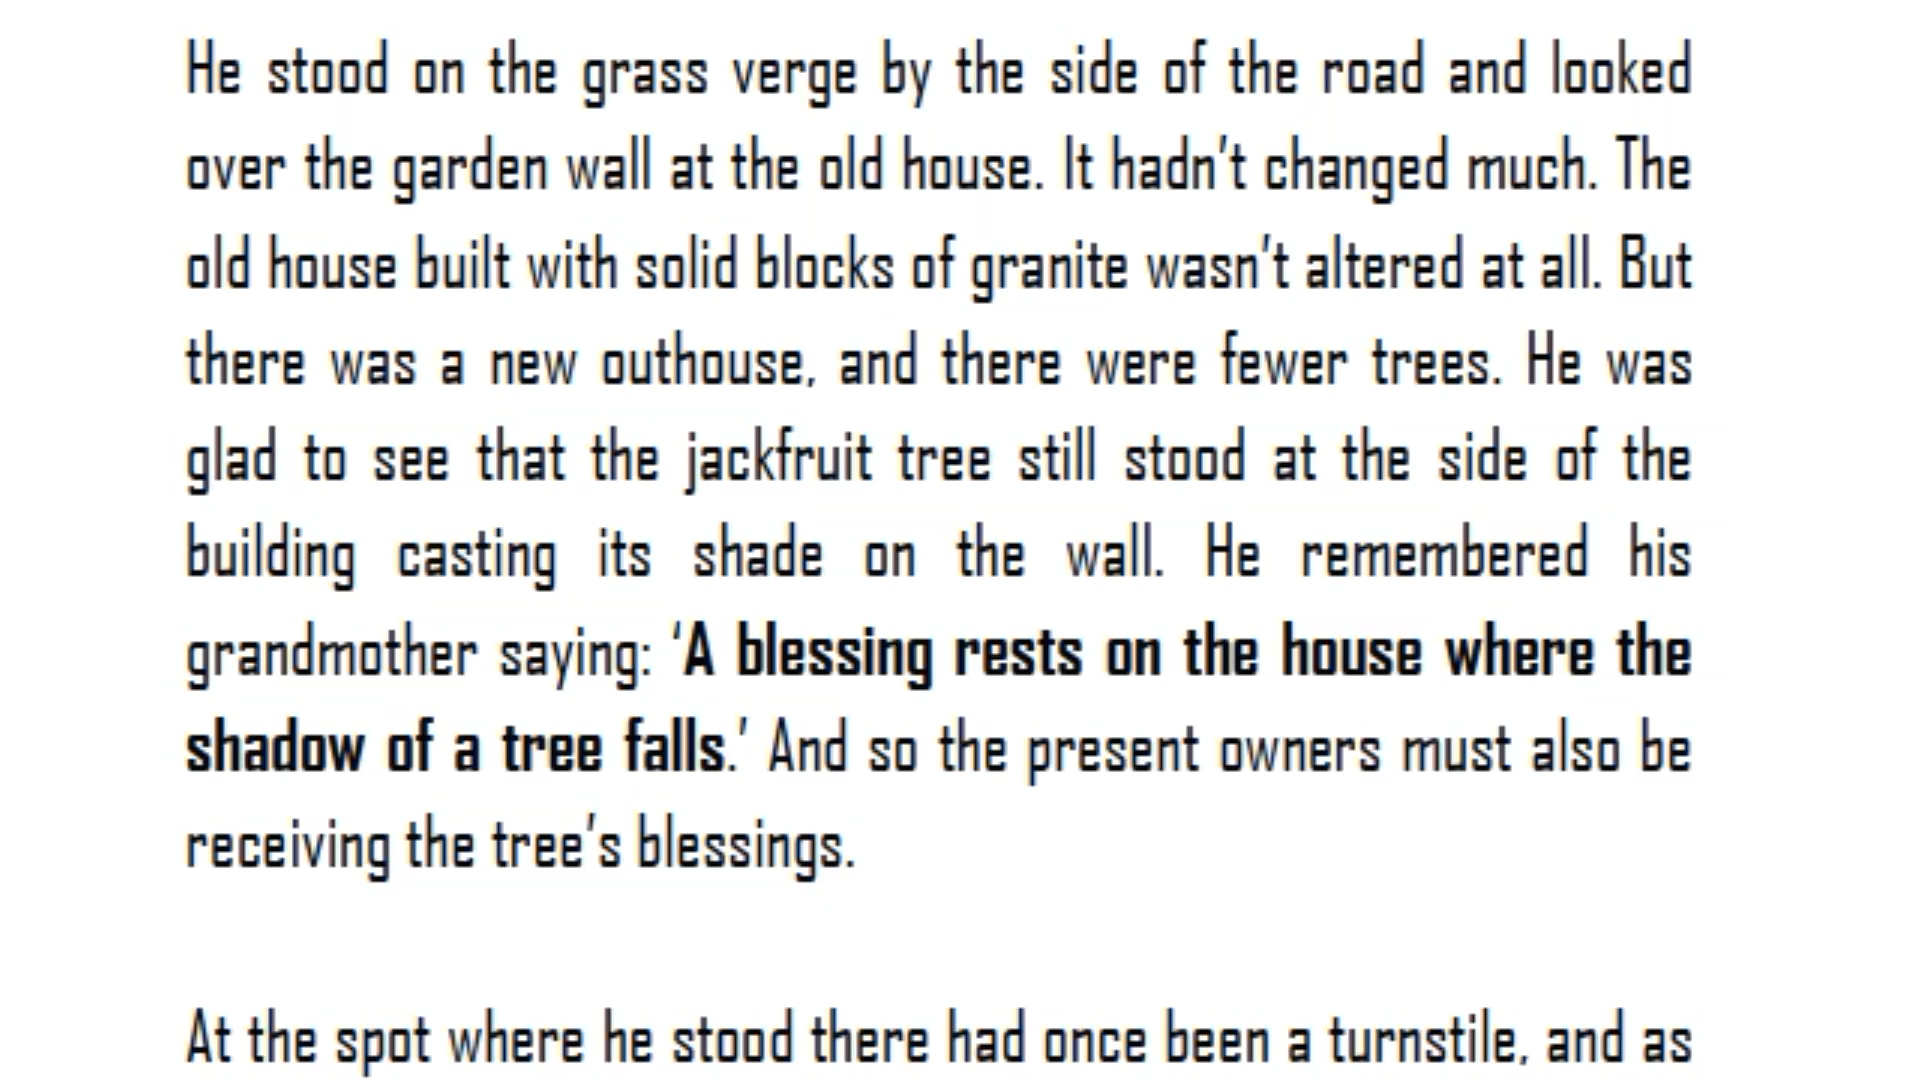 He stood on the grass verge by the side of the road and looked
over the garden wall at the old house. It hadn’t changed much. The
old house built with solid blocks of granite wasn’t altered at all. But
there was a new outhouse, and there were fewer trees. He was
glad to see that the jackfruit tree still stood at the side of the
building casting its shade on the wall. He remembered his
grandmother saying: ‘A blessing rests on the house where the
shadow of a tree falls.’ And so the present owners must also be
receiving the tree’s blessings.
At the spot where he stood there had once been a turnstile, and as